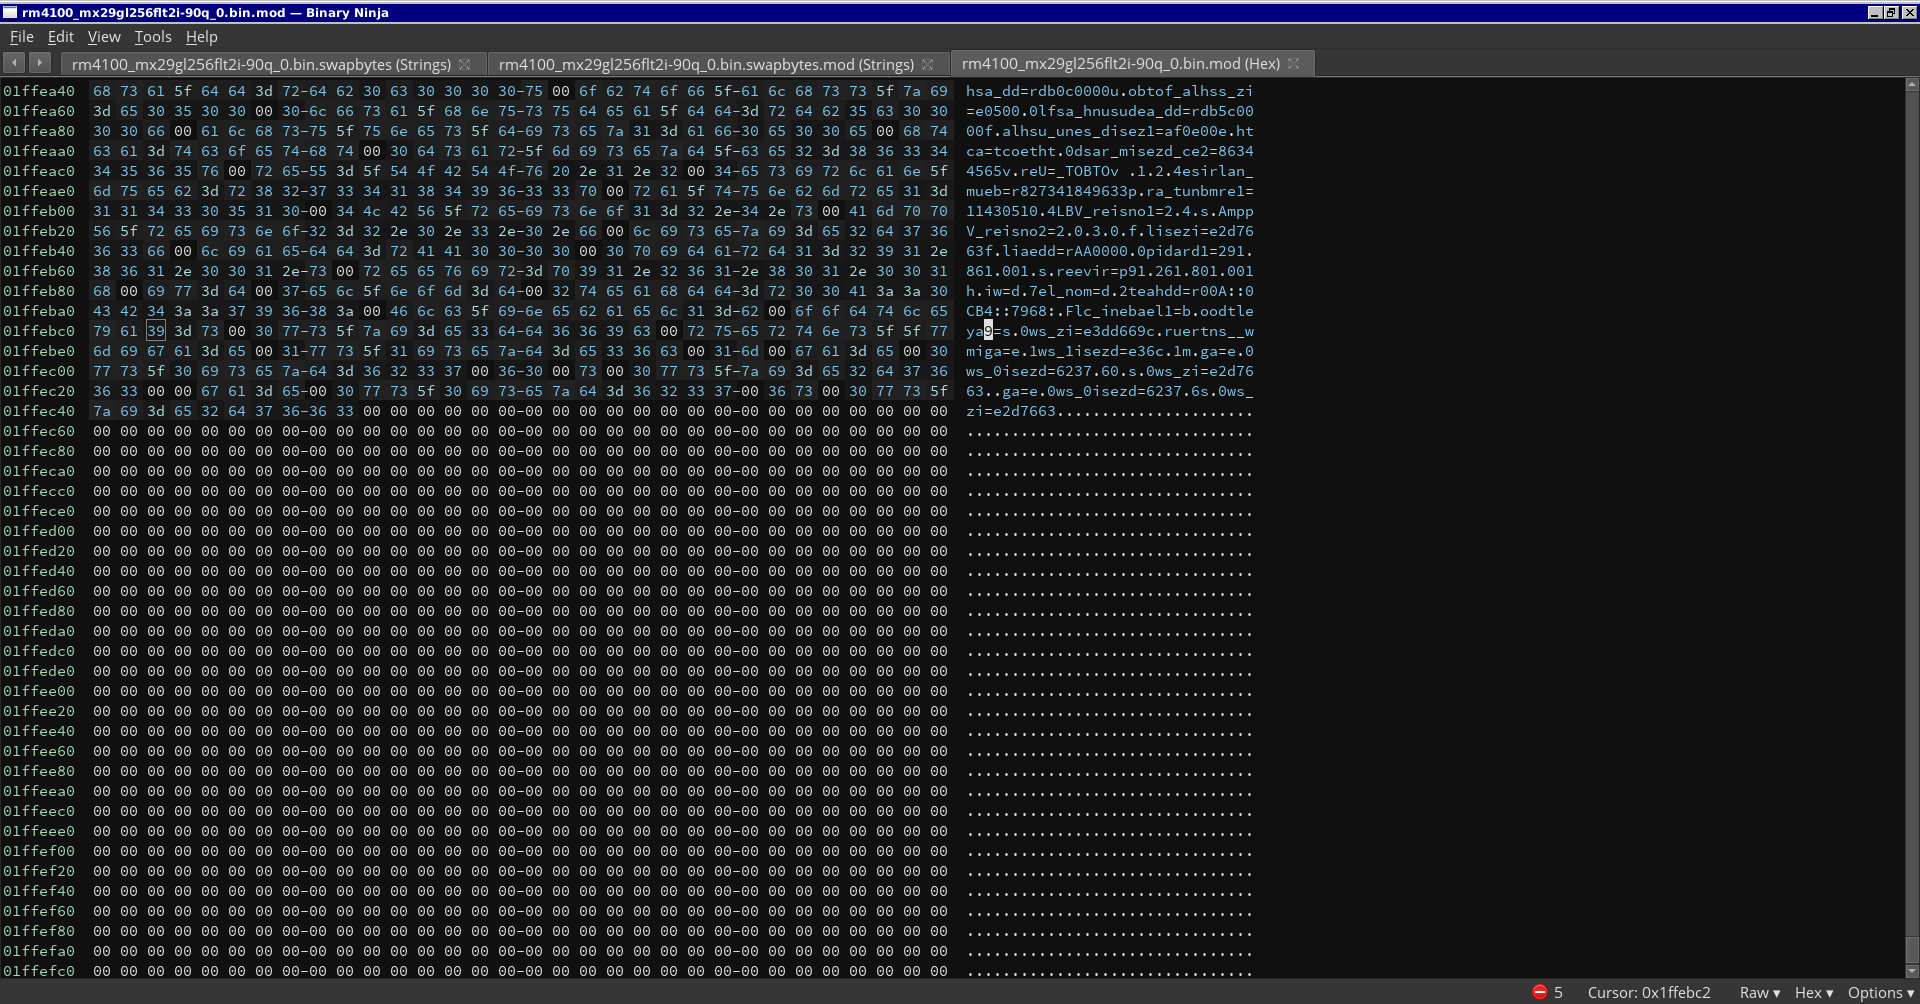 rm4100_mx29gl256flt2i-90q_0.bin.mod — Binary Ninja
File Edit View Tools Help
rm4100_mx29gl256flt2i-90q_0.bin.swapbytes (Strings) rm4100_mx29gl256flt2i-90q_0.bin.swapbytes.mod (Strings) rm4100_mx29gl256flt2i-90q_0.bin.mod (Hex)
01ffea40 68 73 61 5f 64 64 3d 72-64 62 30 63 30 30 30 30-75 00 6f 62 74 6f 66 5f-61 6c 68 73 73 5f 7a 69 hsa_dd=rdb0c0000u.obtof_alhss_zi
01ffea60 3d 65 30 35 30 30 00 30-6c 66 73 61 5f 68 6e 75-73 75 64 65 61 5f 64 64-3d 72 64 62 35 63 30 30 =e0500.0lfsa_hnusudea_dd=rdb5c00
01ffea80 30 30 66 00 61 6c 68 73-75 5f 75 6e 65 73 5f 64-69 73 65 7a 31 3d 61 66-30 65 30 30 65 00 68 74 00f.alhsu_unes_disez1=af0e00e.ht
01ffeaa0 63 61 3d 74 63 6f 65 74-68 74 00 30 64 73 61 72-5f 6d 69 73 65 7a 64 5f-63 65 32 3d 38 36 33 34 ca=tcoetht.0dsar_misezd_ce2=8634
01ffeac0 34 35 36 35 76 00 72 65-55 3d 5f 54 4f 42 54 4f-76 20 2e 31 2e 32 00 34-65 73 69 72 6c 61 6e 5f 4565v.reU=_TOBTOv .1.2.4esirlan_
01ffeae0 6d 75 65 62 3d 72 38 32-37 33 34 31 38 34 39 36-33 33 70 00 72 61 5f 74-75 6e 62 6d 72 65 31 3d mueb=r827341849633p.ra_tunbmre1=
01ffeb00 31 31 34 33 30 35 31 30-00 34 4c 42 56 5f 72 65-69 73 6e 6f 31 3d 32 2e-34 2e 73 00 41 6d 70 70 11430510.4LBV_reisno1=2.4.s.Ampp
01ffeb20 56 5f 72 65 69 73 6e 6f-32 3d 32 2e 30 2e 33 2e-30 2e 66 00 6c 69 73 65-7a 69 3d 65 32 64 37 36 V_reisno2=2.0.3.0.f.lisezi=e2d76
01ffeb40 36 33 66 00 6c 69 61 65-64 64 3d 72 41 41 30 30-30 30 00 30 70 69 64 61-72 64 31 3d 32 39 31 2e 63f.liaedd=rAA0000.0pidard1=291.
01ffeb60 38 36 31 2e 30 30 31 2e-73 00 72 65 65 76 69 72-3d 70 39 31 2e 32 36 31-2e 38 30 31 2e 30 30 31 861.001.s.reevir=p91.261.801.001
01ffeb80 68 00 69 77 3d 64 00 37-65 6c 5f 6e 6f 6d 3d 64-00 32 74 65 61 68 64 64-3d 72 30 30 41 3a 3a 30 h.iw=d.7el_nom=d.2teahdd=r00A::0
01ffeba0 43 42 34 3a 3a 37 39 36-38 3a 00 46 6c 63 5f 69-6e 65 62 61 65 6c 31 3d-62 00 6f 6f 64 74 6c 65 CB4::7968:.Flc_inebael1=b.oodtle
01ffebc0 79 61 39 3d 73 00 30 77-73 5f 7a 69 3d 65 33 64-64 36 36 39 63 00 72 75-65 72 74 6e 73 5f 5f 77 ya9=s.0ws_zi=e3dd669c.ruertns__w
01ffebe0 6d 69 67 61 3d 65 00 31-77 73 5f 31 69 73 65 7a-64 3d 65 33 36 63 00 31-6d 00 67 61 3d 65 00 30 miga=e.1ws_1isezd=e36c.1m.ga=e.0
01ffec00 77 73 5f 30 69 73 65 7a-64 3d 36 32 33 37 00 36-30 00 73 00 30 77 73 5f-7a 69 3d 65 32 64 37 36 ws_0isezd=6237.60.s.0ws_zi=e2d76
01ffec20 36 33 00 00 67 61 3d 65-00 30 77 73 5f 30 69 73-65 7a 64 3d 36 32 33 37-00 36 73 00 30 77 73 5f 63..ga=e.0ws_0isezd=6237.6s.0ws_
01ffec40 7a 69 3d 65 32 64 37 36-36 33 00 00 00 00 00 00-00 00 00 00 00 00 00 00-00 00 00 00 00 00 00 00 zi=e2d7663......................
01ffec60 00 00 00 00 00 00 00 00-00 00 00 00 00 00 00 00-00 00 00 00 00 00 00 00-00 00 00 00 00 00 00 00 ................................
01ffec80 00 00 00 00 00 00 00 00-00 00 00 00 00 00 00 00-00 00 00 00 00 00 00 00-00 00 00 00 00 00 00 00 ................................
01ffeca0 00 00 00 00 00 00 00 00-00 00 00 00 00 00 00 00-00 00 00 00 00 00 00 00-00 00 00 00 00 00 00 00 ................................
01ffecc0 00 00 00 00 00 00 00 00-00 00 00 00 00 00 00 00-00 00 00 00 00 00 00 00-00 00 00 00 00 00 00 00 ................................
01ffece0 00 00 00 00 00 00 00 00-00 00 00 00 00 00 00 00-00 00 00 00 00 00 00 00-00 00 00 00 00 00 00 00 ................................
01ffed00 00 00 00 00 00 00 00 00-00 00 00 00 00 00 00 00-00 00 00 00 00 00 00 00-00 00 00 00 00 00 00 00 ................................
01ffed20 00 00 00 00 00 00 00 00-00 00 00 00 00 00 00 00-00 00 00 00 00 00 00 00-00 00 00 00 00 00 00 00 ................................
01ffed40 00 00 00 00 00 00 00 00-00 00 00 00 00 00 00 00-00 00 00 00 00 00 00 00-00 00 00 00 00 00 00 00 ................................
01ffed60 00 00 00 00 00 00 00 00-00 00 00 00 00 00 00 00-00 00 00 00 00 00 00 00-00 00 00 00 00 00 00 00 ................................
01ffed80 00 00 00 00 00 00 00 00-00 00 00 00 00 00 00 00-00 00 00 00 00 00 00 00-00 00 00 00 00 00 00 00 ................................
01ffeda0 00 00 00 00 00 00 00 00-00 00 00 00 00 00 00 00-00 00 00 00 00 00 00 00-00 00 00 00 00 00 00 00 ................................
01ffedc0 00 00 00 00 00 00 00 00-00 00 00 00 00 00 00 00-00 00 00 00 00 00 00 00-00 00 00 00 00 00 00 00 ................................
01ffede0 00 00 00 00 00 00 00 00-00 00 00 00 00 00 00 00-00 00 00 00 00 00 00 00-00 00 00 00 00 00 00 00 ................................
01ffee00 00 00 00 00 00 00 00 00-00 00 00 00 00 00 00 00-00 00 00 00 00 00 00 00-00 00 00 00 00 00 00 00 ................................
01ffee20 00 00 00 00 00 00 00 00-00 00 00 00 00 00 00 00-00 00 00 00 00 00 00 00-00 00 00 00 00 00 00 00 ................................
01ffee40 00 00 00 00 00 00 00 00-00 00 00 00 00 00 00 00-00 00 00 00 00 00 00 00-00 00 00 00 00 00 00 00 ................................
01ffee60 00 00 00 00 00 00 00 00-00 00 00 00 00 00 00 00-00 00 00 00 00 00 00 00-00 00 00 00 00 00 00 00 ................................
01ffee80 00 00 00 00 00 00 00 00-00 00 00 00 00 00 00 00-00 00 00 00 00 00 00 00-00 00 00 00 00 00 00 00 ................................
01ffeea0 00 00 00 00 00 00 00 00-00 00 00 00 00 00 00 00-00 00 00 00 00 00 00 00-00 00 00 00 00 00 00 00 ................................
01ffeec0 00 00 00 00 00 00 00 00-00 00 00 00 00 00 00 00-00 00 00 00 00 00 00 00-00 00 00 00 00 00 00 00 ................................
01ffeee0 00 00 00 00 00 00 00 00-00 00 00 00 00 00 00 00-00 00 00 00 00 00 00 00-00 00 00 00 00 00 00 00 ................................
01ffef00 00 00 00 00 00 00 00 00-00 00 00 00 00 00 00 00-00 00 00 00 00 00 00 00-00 00 00 00 00 00 00 00 ................................
01ffef20 00 00 00 00 00 00 00 00-00 00 00 00 00 00 00 00-00 00 00 00 00 00 00 00-00 00 00 00 00 00 00 00 ................................
01ffef40 00 00 00 00 00 00 00 00-00 00 00 00 00 00 00 00-00 00 00 00 00 00 00 00-00 00 00 00 00 00 00 00 ................................
01ffef60 00 00 00 00 00 00 00 00-00 00 00 00 00 00 00 00-00 00 00 00 00 00 00 00-00 00 00 00 00 00 00 00 ................................
01ffef80 00 00 00 00 00 00 00 00-00 00 00 00 00 00 00 00-00 00 00 00 00 00 00 00-00 00 00 00 00 00 00 00 ................................
01ffefa0 00 00 00 00 00 00 00 00-00 00 00 00 00 00 00 00-00 00 00 00 00 00 00 00-00 00 00 00 00 00 00 00 ................................
01ffefc0 00 00 00 00 00 00 00 00-00 00 00 00 00 00 00 00-00 00 00 00 00 00 00 00-00 00 00 00 00 00 00 00 ................................
5 Cursor: 0x1ffebc2 Raw ▾ Hex ▾ Options ▾